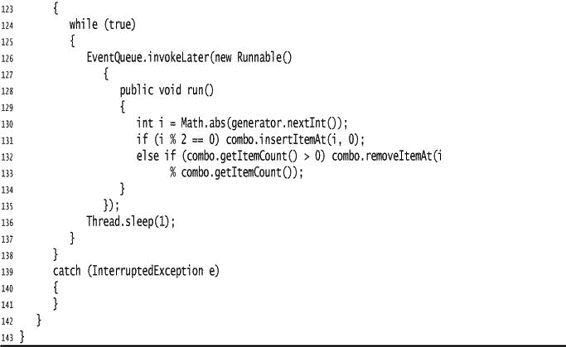 123 {
124 while (true)
125 {
126 EventQueue.invokeLater(new Runnable()
127 {
128 public void run()
129 {
130 int i = Math.abs(generator.nextInt());
131 if (i % 2 == 0) combo.insertItemAt(i, 0);
132 else if (combo.getItemCount() > 0) combo.removeItemAt(i
133 % combo.getItemCount());
134 }
135 });
136 Thread.sleep(1);
137 }
138 }
139 catch (InterruptedException e)
140 {
141 }
142 }
143 }